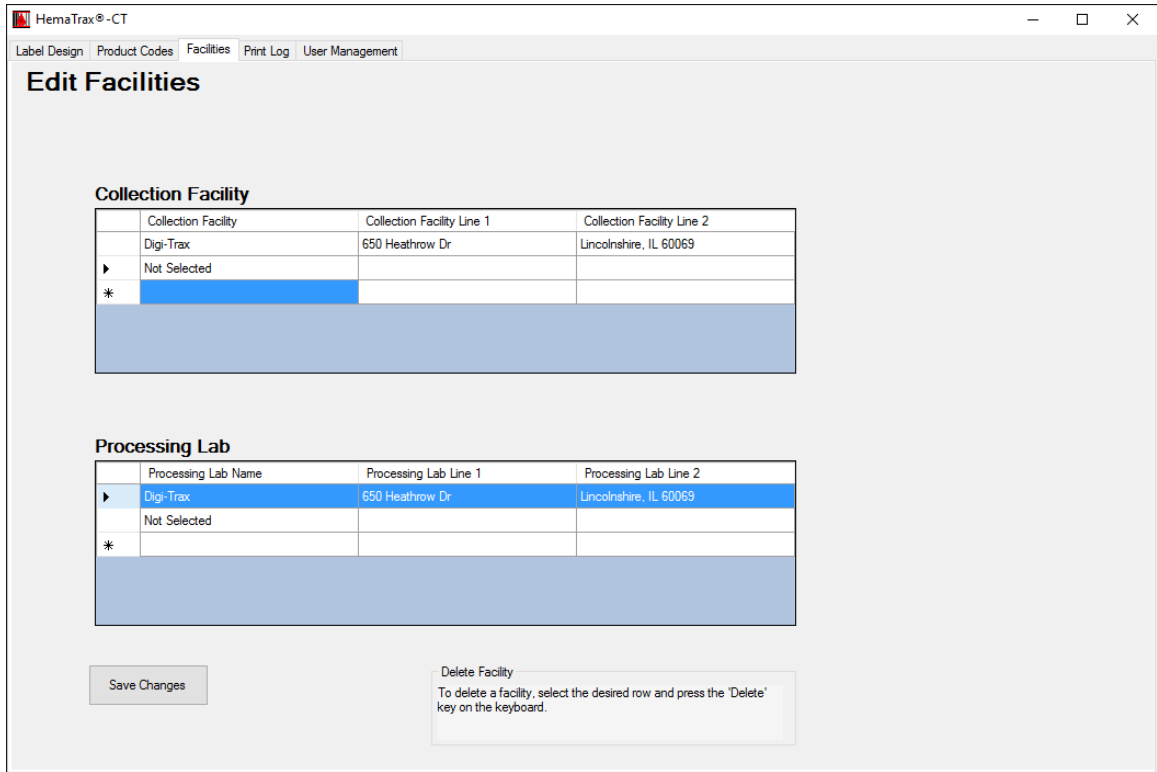 HemaTrax®-CT
Label Design Product Codes Facilities Print Log User Management
Edit Facilities
Collection Facility
Collection Facility Collection Facility Line 1 Collection Facility Line 2
Digi-Trax 650 Heathrow Dr Lincolnshire, IL 60069
Not Selected
Processing Lab
Processing Lab Name Processing Lab Line 1 Processing Lab Line 2
Digi-Trax 650 Heathrow Dr Lincolnshire, IL 60069
Not Selected
Save Changes
Delete Facility
To delete a facility, select the desired row and press the 'Delete'
key on the keyboard.